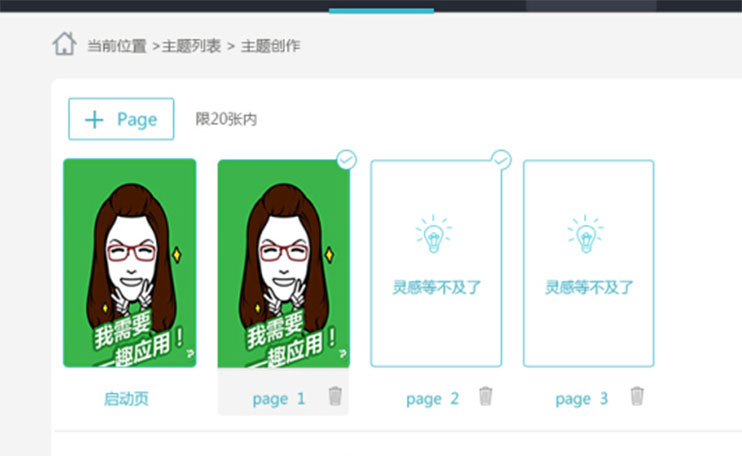 当前位置 >主题列表 > 主题创作
+ Page 限20张内
我需要
一趣应用！
我需要
一趣应用！
灵感等不及了
灵感等不及了
启动页
page 1
page 2
page 3